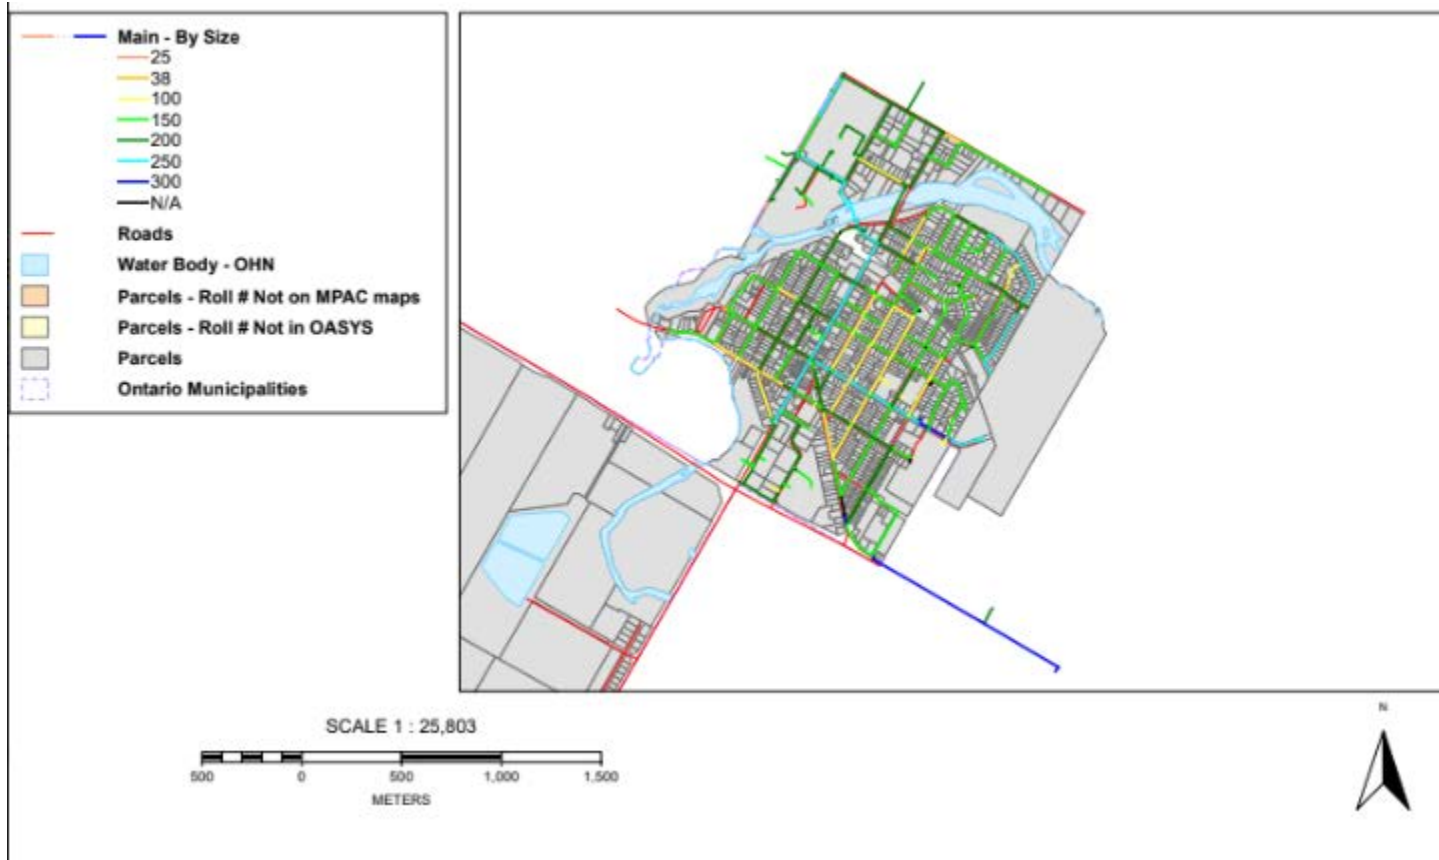 Main - By Size
25
38
100
150
200
250
300
N/A
Roads
Water Body - OHN
Parcels - Roll # Not on MPAC maps
Parcels - Roll # Not in OASYS
Parcels
Ontario Municipalities
SCALE 1 : 25,803
500 0 500 1,000 1,500
METERS
N